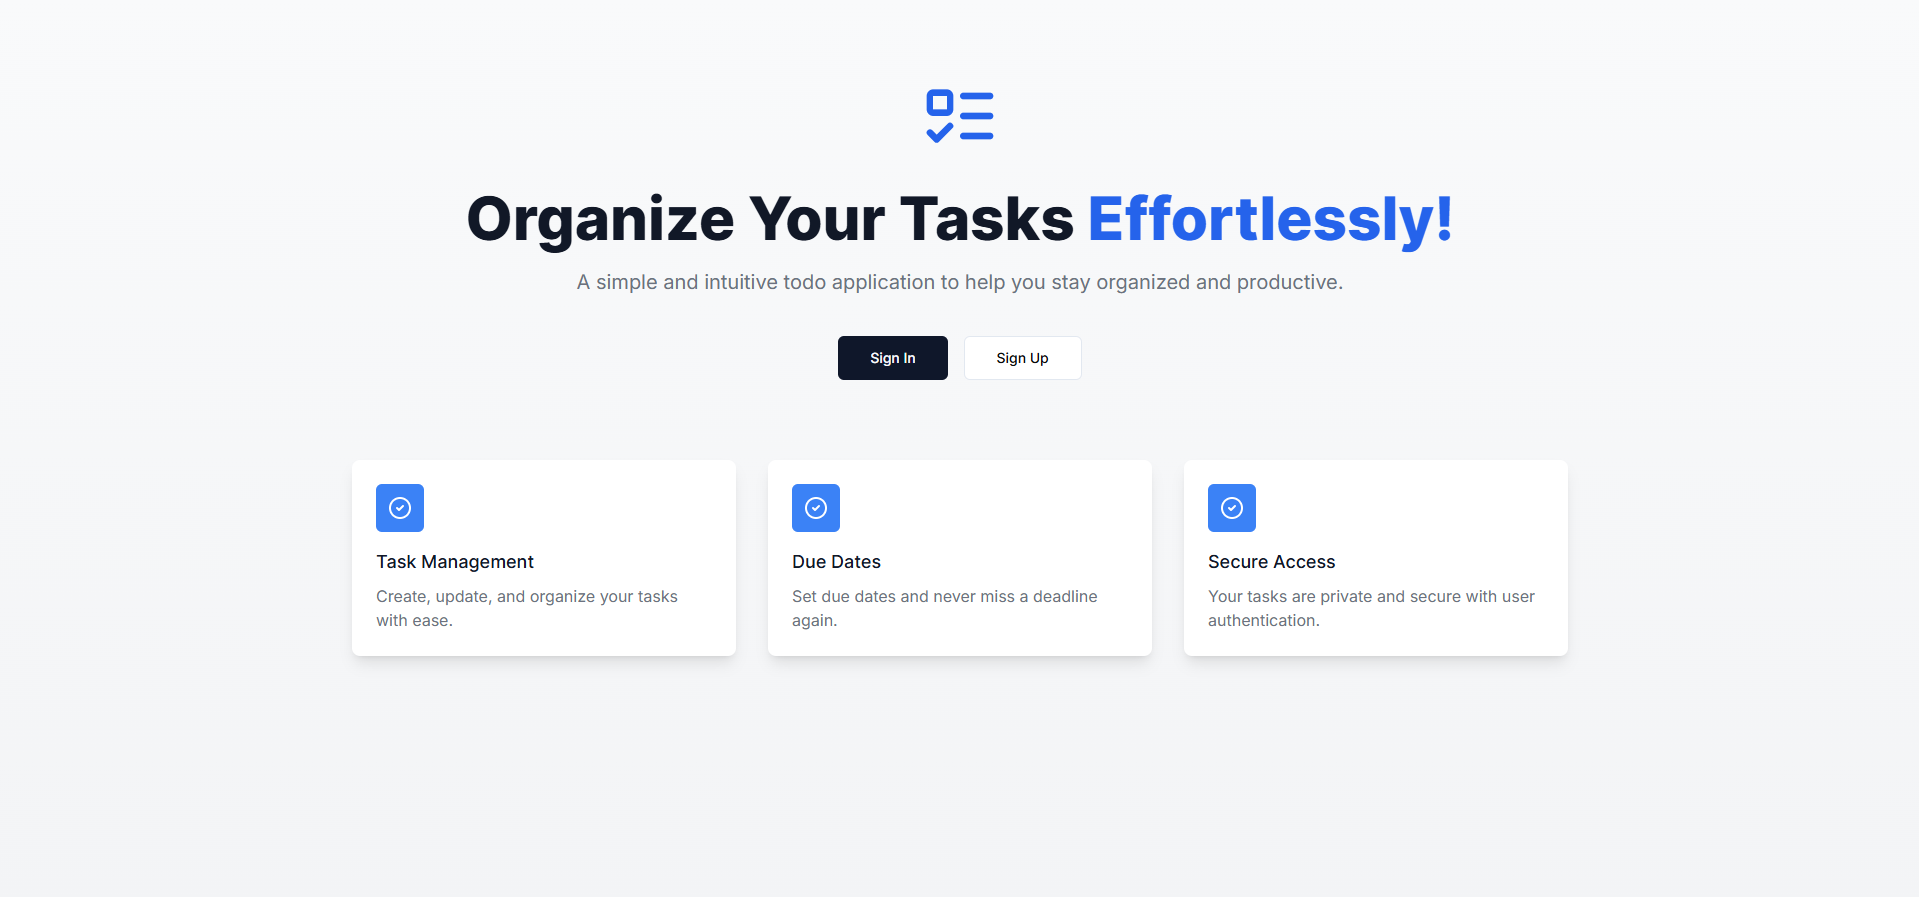 Organize Your Tasks Effortlessly!
A simple and intuitive todo application to help you stay organized and productive.
Sign In
Sign Up
Task Management
Create, update, and organize your tasks
with ease.
Due Dates
Set due dates and never miss a deadline
again.
Secure Access
Your tasks are private and secure with user
authentication.